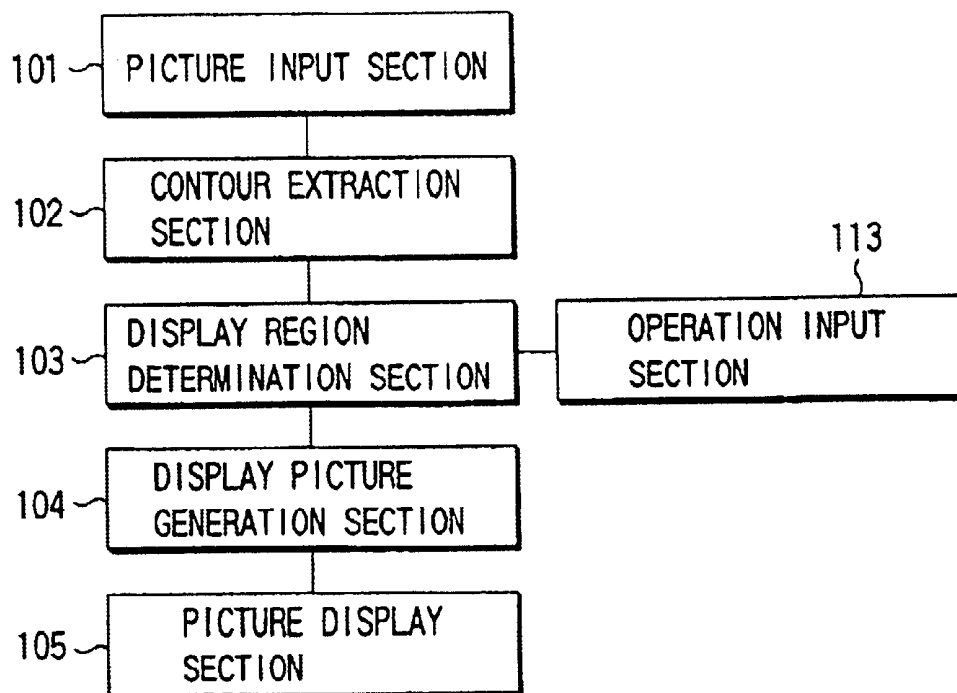 101 PICTURE INPUT SECTION
102 CONTOUR EXTRACTION
SECTION
113
103 DISPLAY REGION
DETERMINATION SECTION
OPERATION INPUT
SECTION
104 DISPLAY PICTURE
GENERATION SECTION
105 PICTURE DISPLAY
SECTION